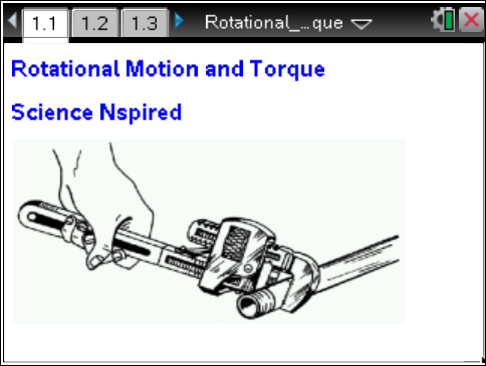 1.1 1.2 1.3 Rotational_...que
Rotational Motion and Torque
Science Nspired